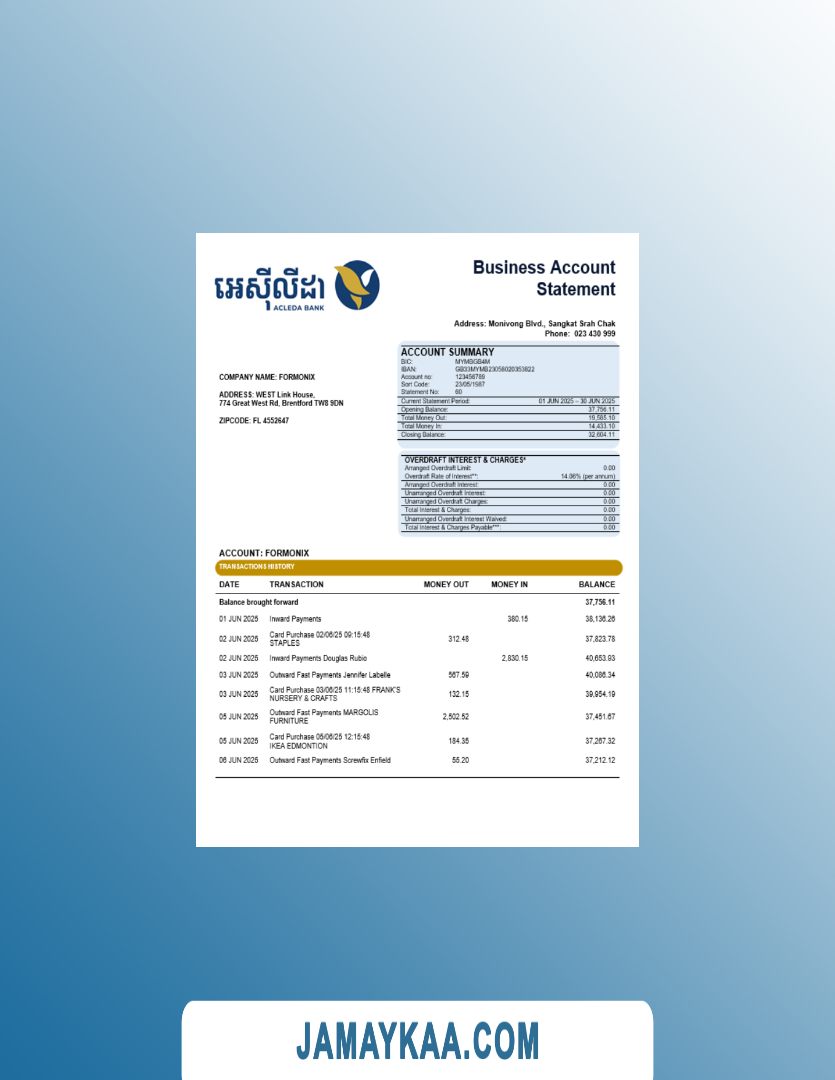 អេស៊ីលីដា
ACLEDA BANK
Business Account
Statement
Address: Monivong Blvd., Sangkat Srah Chak
Phone: 023 430 999
COMPANY NAME: FORMONIX
ADDRESS: WEST Link House,
774 Great West Rd, Brentford TW8 9DN
ZIPCODE: FL 4552647
ACCOUNT SUMMARY
BIC: MYMBGB4M
IBAN: GB33MYMB23058020353822
Account no: 123456789
Sort Code: 23/05/1987
Statement No: 60
Current Statement Period: 01 JUN 2025 – 30 JUN 2025
Opening Balance: 37,756.11
Total Money Out: 19,585.10
Total Money In: 14,433.10
Closing Balance: 32,604.11
OVERDRAFT INTEREST & CHARGES*
Arranged Overdraft Limit: 0.00
Overdraft Rate of Interest**: 14.06% (per annum)
Arranged Overdraft Interest: 0.00
Unarranged Overdraft Interest: 0.00
Unarranged Overdraft Charges: 0.00
Total Interest & Charges: 0.00
Unarranged Overdraft Interest Waived: 0.00
Total Interest & Charges Payable***: 0.00
ACCOUNT: FORMONIX
TRANSACTIONS HISTORY
DATE TRANSACTION MONEY OUT MONEY IN BALANCE
Balance brought forward 37,756.11
01 JUN 2025 Inward Payments 380.15 38,136.26
02 JUN 2025 Card Purchase 02/06/25 09:15:48 312.48 37,823.78
STAPLES
02 JUN 2025 Inward Payments Douglas Rubio 2,830.15 40,653.93
03 JUN 2025 Outward Fast Payments Jennifer Labelle 567.59 40,086.34
03 JUN 2025 Card Purchase 03/06/25 11:15:48 FRANK'S 132.15 39,954.19
NURSERY & CRAFTS
05 JUN 2025 Outward Fast Payments MARGOLIS 2,502.52 37,451.67
FURNITURE
05 JUN 2025 Card Purchase 05/06/25 12:15:48 184.35 37,267.32
IKEA EDMONTION
06 JUN 2025 Outward Fast Payments Screwfix Enfield 55.20 37,212.12
JAMAYKAA.COM